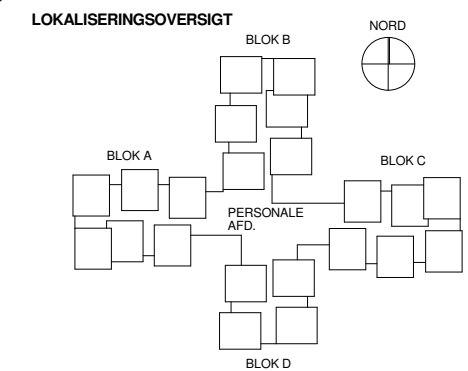 LOKALISERINGSOVERSIGT
NORD
BLOK B
BLOK A
BLOK C
PERSONALE
AFD.
BLOK D